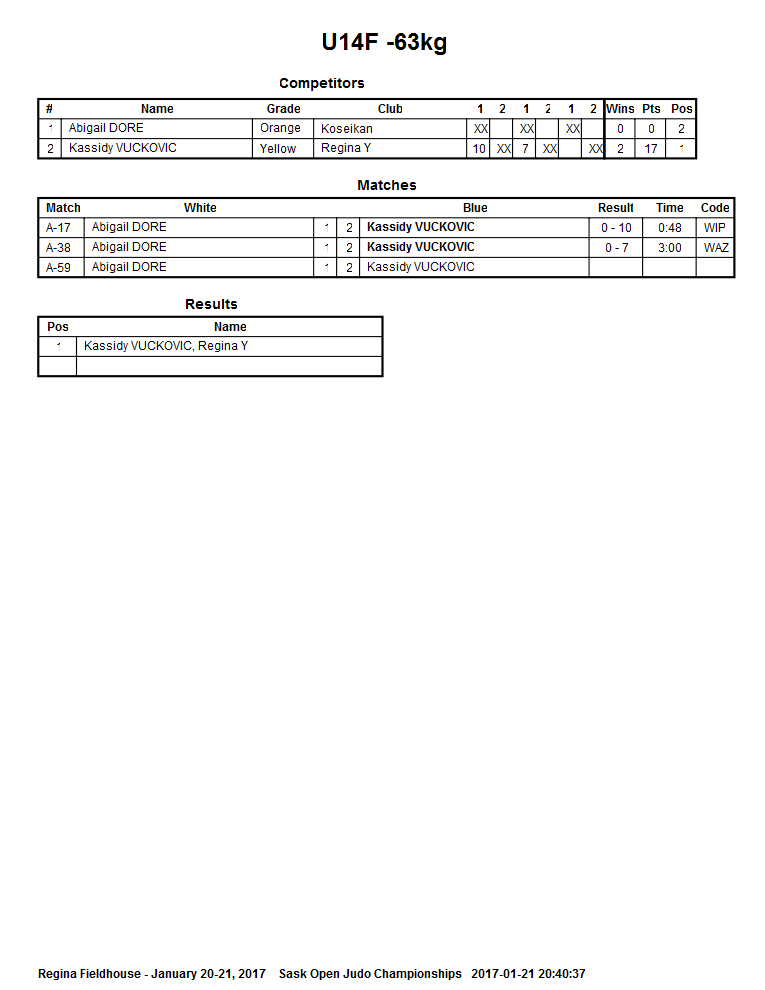 U14F -63kg
Competitors
# Name Grade Club 1 2 1 2 1 2 Wins Pts Pos
1 Abigail DORE Orange Koseikan XX XX XX 0 0 2
2 Kassidy VUCKOVIC Yellow Regina Y 10 XX 7 XX XX 2 17 1
Matches
Match White Blue Result Time Code
A-17 Abigail DORE 1 2 Kassidy VUCKOVIC 0 - 10 0:48 WIP
A-38 Abigail DORE 1 2 Kassidy VUCKOVIC 0 - 7 3:00 WAZ
A-59 Abigail DORE 1 2 Kassidy VUCKOVIC
Results
Pos Name
1 Kassidy VUCKOVIC, Regina Y
Regina Fieldhouse - January 20-21, 2017 Sask Open Judo Championships 2017-01-21 20:40:37